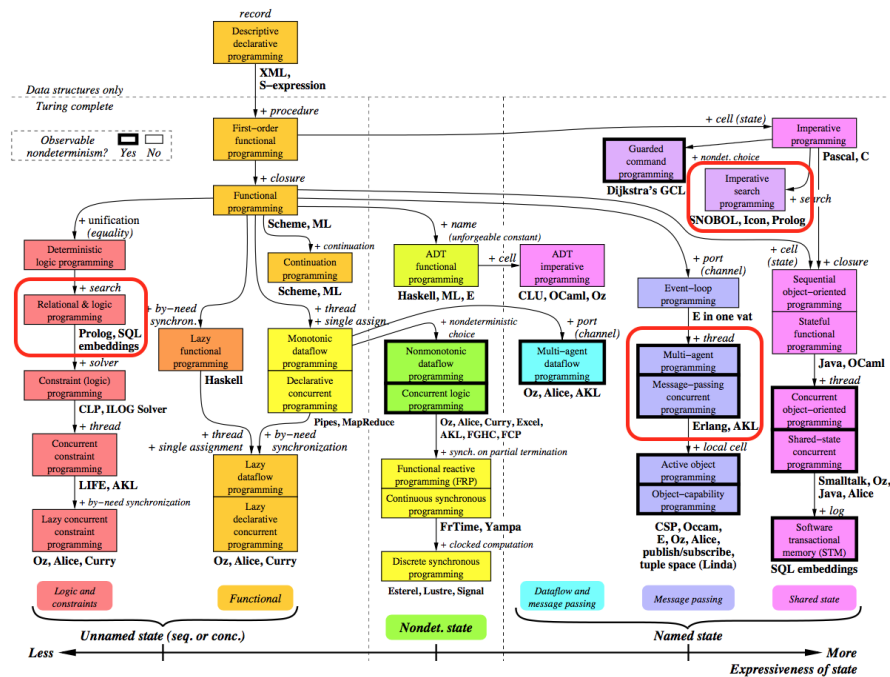 record
Descriptive
declarative
programming
XML,
S−expression
Data structures only
Turing complete
+ procedure
Observable
nondeterminism?
Yes
No
First−order
functional
programming
+ cell (state)
Imperative
programming
Pascal, C
Guarded
command
programming
+ nondet. choice
Dijkstra's GCL
Imperative
search
programming
+ search
SNOBOL, Icon, Prolog
+ closure
Functional
programming
Scheme, ML
+ unification
(equality)
Deterministic
logic programming
+ search
Relational & logic
programming
Prolog, SQL
embeddings
+ solver
Constraint (logic)
programming
CLP, ILOG Solver
+ thread
Concurrent
constraint
programming
LIFE, AKL
+ by−need synchronization
Lazy concurrent
constraint
programming
Oz, Alice, Curry
+ continuation
Continuation
programming
Scheme, ML
+ by−need
synchron.
Lazy
functional
programming
Haskell
+ thread
+ single assignment
+ thread
+ single assign.
Monotonic
dataflow
programming
Declarative
concurrent
programming
Pipes, MapReduce
+ by−need
synchronization
Lazy
dataflow
programming
Lazy
declarative
concurrent
programming
Oz, Alice, Curry
+ name
(unforgeable constant)
ADT
functional
programming
Haskell, ML, E
+ cell
ADT
imperative
programming
CLU, OCaml, Oz
+ nondeterministic
choice
Nonmonotonic
dataflow
programming
Concurrent logic
programming
Oz, Alice, Curry, Excel,
AKL, FGHC, FCP
+ synch. on partial termination
Functional reactive
programming (FRP)
Continuous synchronous
programming
FrTime, Yampa
+ clocked computation
Discrete synchronous
programming
Esterel, Lustre, Signal
+ port
(channel)
Multi−agent
dataflow
programming
Oz, Alice, AKL
+ port
(channel)
Event−loop
programming
E in one vat
+ thread
Multi−agent
programming
Message−passing
concurrent
programming
Erlang, AKL
+ local cell
Active object
programming
Object−capability
programming
CSP, Occam,
E, Oz, Alice,
publish/subscribe,
tuple space (Linda)
+ cell
(state)
+ closure
Sequential
object−oriented
programming
Stateful
functional
programming
Java, OCaml
+ thread
Concurrent
object−oriented
programming
Shared−state
concurrent
programming
Smalltalk, Oz,
Java, Alice
+ log
Software
transactional
memory (STM)
SQL embeddings
Logic and
constraints
Functional
Dataflow and
message passing
Message passing
Shared state
Unnamed state (seq. or conc.)
Nondet. state
Named state
Less
More
Expressiveness of state